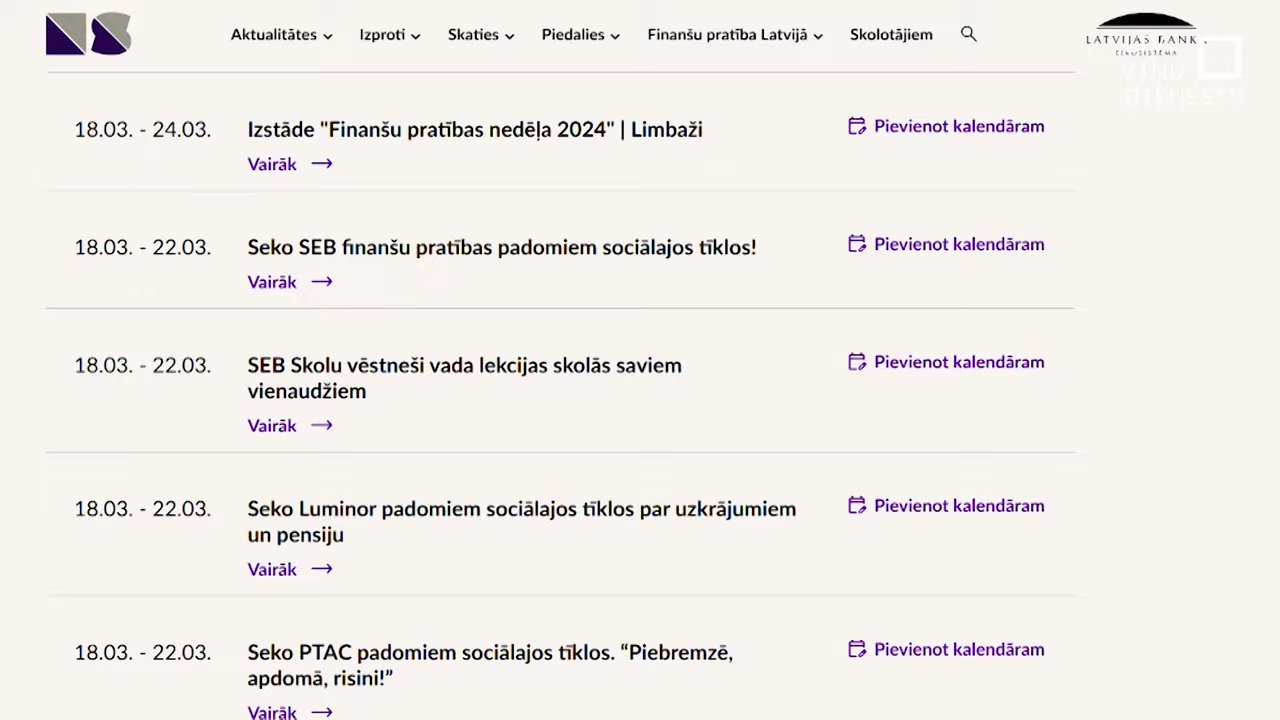 NS
Aktualitātes
Izproti
Skaties
Piedalies
Finanšu pratība Latvijā
Skolotājiem
LATVIJAS BANKA
EIROSISTĒMA
ZIŅU
18.03. - 24.03.
Izstāde "Finanšu pratības nedēļa 2024" | Limbaži
Pievienot kalendāram
Vairāk
18.03. - 22.03.
Seko SEB finanšu pratības padomiem sociālajos tīklos!
Pievienot kalendāram
Vairāk
18.03. - 22.03.
SEB Skolu vēstneši vada lekcijas skolās saviem
vienaudžiem
Pievienot kalendāram
Vairāk
18.03. - 22.03.
Seko Luminor padomiem sociālajos tīklos par uzkrājumiem
un pensiju
Pievienot kalendāram
Vairāk
18.03. - 22.03.
Seko PTAC padomiem sociālajos tīklos. “Piebremzē,
apdomā, risini!”
Pievienot kalendāram
Vairāk